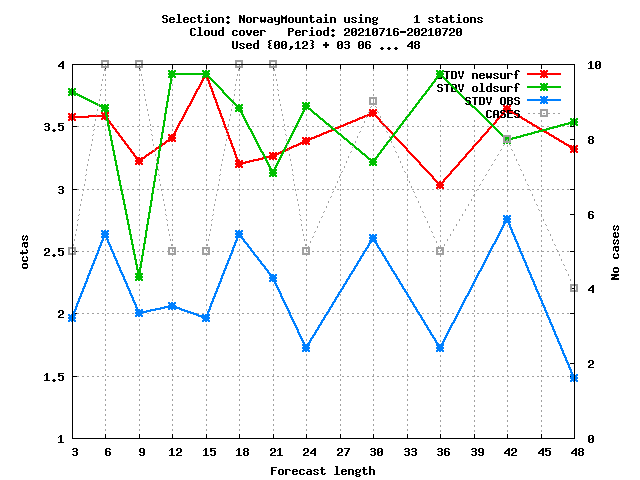 Selection: NorwayMountain using     1 stations
Cloud cover   Period: 20210716-20210720
Used {00,12} + 03 06 ... 48
STDV newsurf
STDV oldsurf
STDV OBS
CASES
octas
4
3.5
3
2.5
2
1.5
1
No cases
10
8
6
4
2
0
3 6 9 12 15 18 21 24 27 30 33 36 39 42 45 48
Forecast length